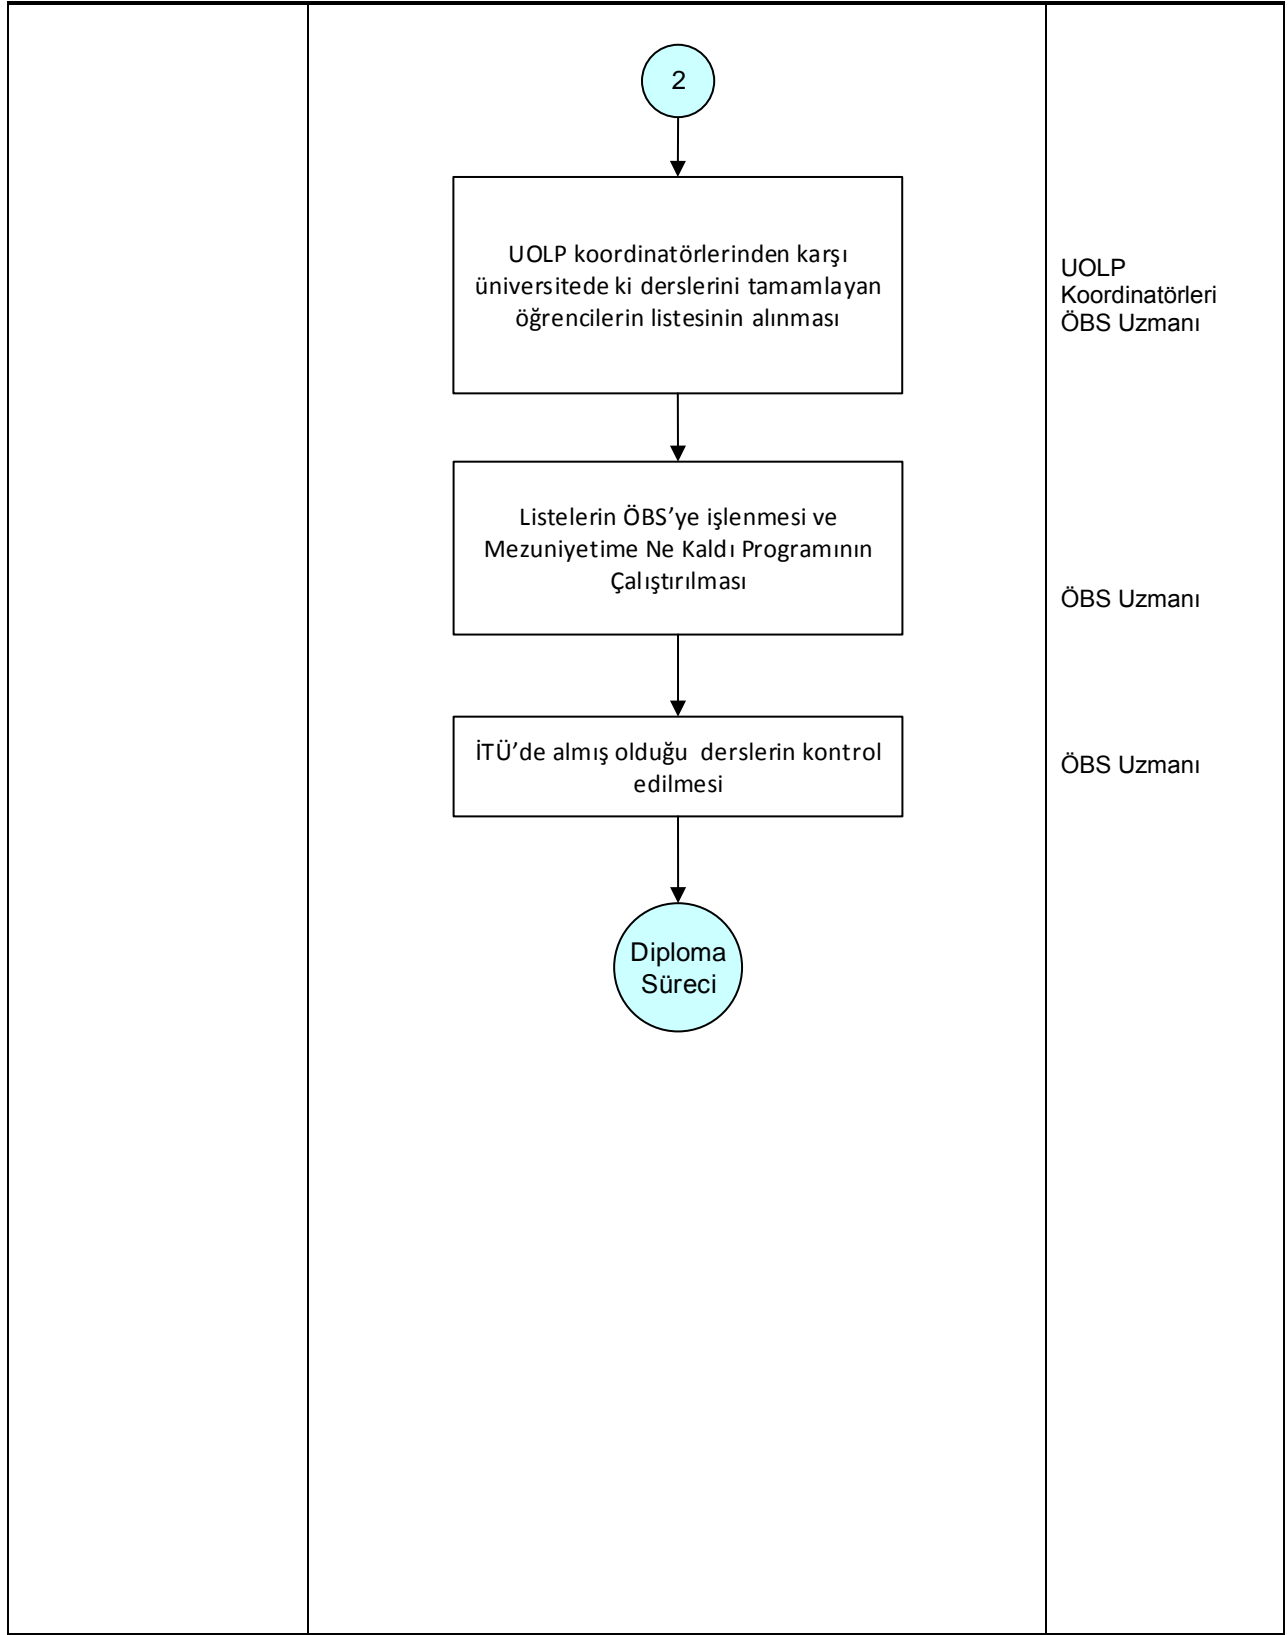 2
UOLP koordinatörlerinden karşı
üniversitede ki derslerini tamamlayan
öğrencilerin listesinin alınması
UOLP
Koordinatörleri
ÖBS Uzmanı
Listelerin ÖBS’ye işlenmesi ve
Mezuniyetime Ne Kaldı Programının
Çalıştırılması
ÖBS Uzmanı
İTÜ’de almış olduğu  derslerin kontrol
edilmesi
ÖBS Uzmanı
Diploma
Süreci